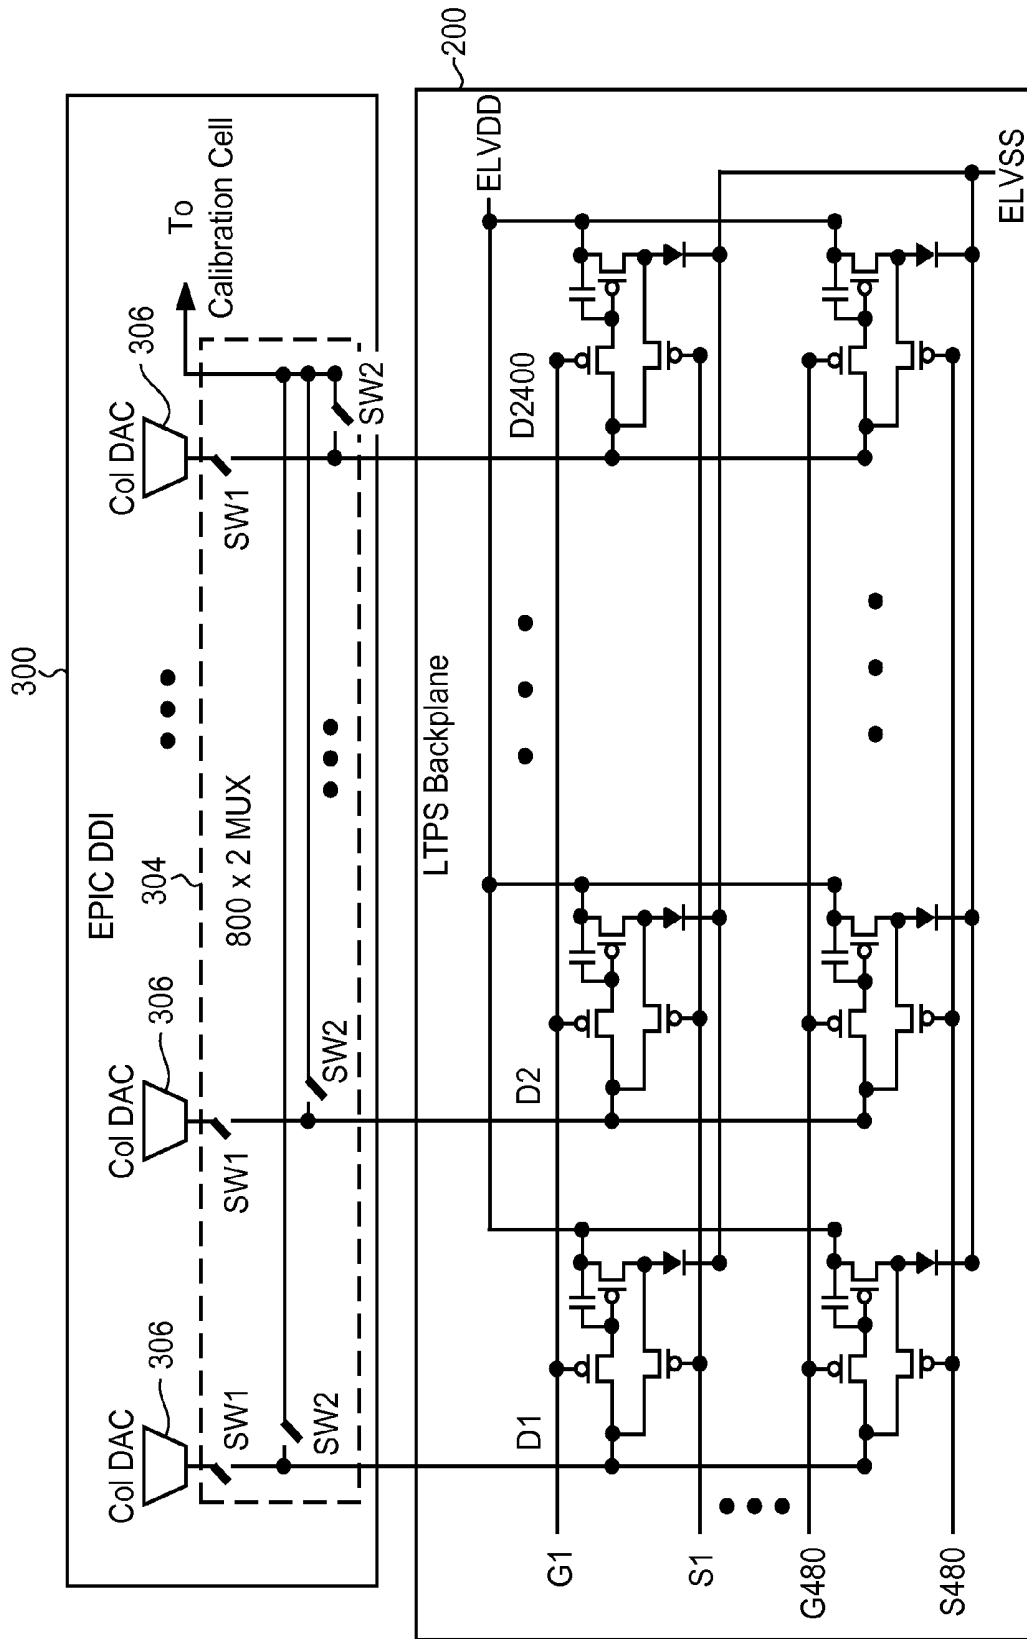 300
EPIC DDI
Col DAC
306
Col DAC
306
Col DAC
306
To
Calibration Cell
304
SW1
SW1
SW1
800 x 2 MUX
SW2
SW2
SW2
200
LTPS Backplane
ELVDD
D1
D2
D2400
G1
S1
G480
S480
ELVSS